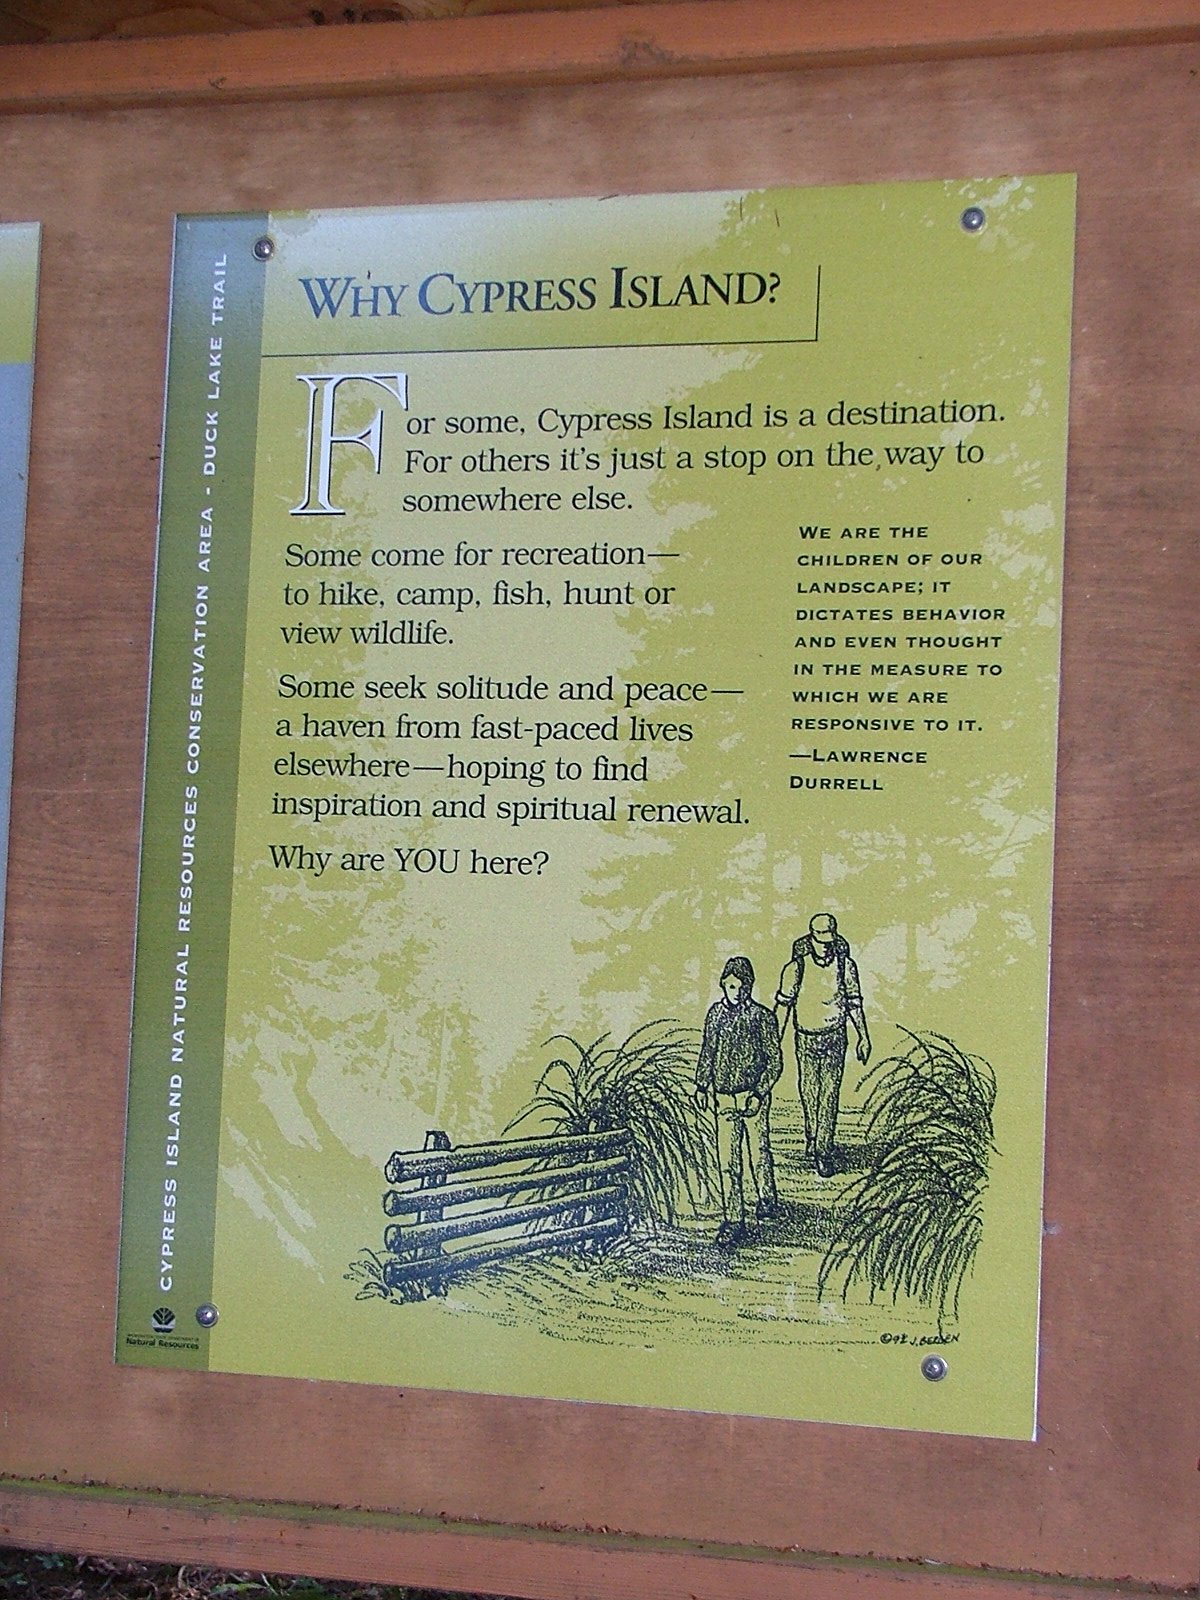 WHY CYPRESS ISLAND?
For some, Cypress Island is a destination.
For others it's just a stop on the way to
somewhere else.
Some come for recreation—
to hike, camp, fish, hunt or
view wildlife.
Some seek solitude and peace—
a haven from fast-paced lives
elsewhere—hoping to find
inspiration and spiritual renewal.
Why are YOU here?
WE ARE THE
CHILDREN OF OUR
LANDSCAPE; IT
DICTATES BEHAVIOR
AND EVEN THOUGHT
IN THE MEASURE TO
WHICH WE ARE
RESPONSIVE TO IT.
—LAWRENCE
DURRELL
CYPRESS ISLAND NATURAL RESOURCES CONSERVATION AREA - DUCK LAKE TRAIL
Natural Resources